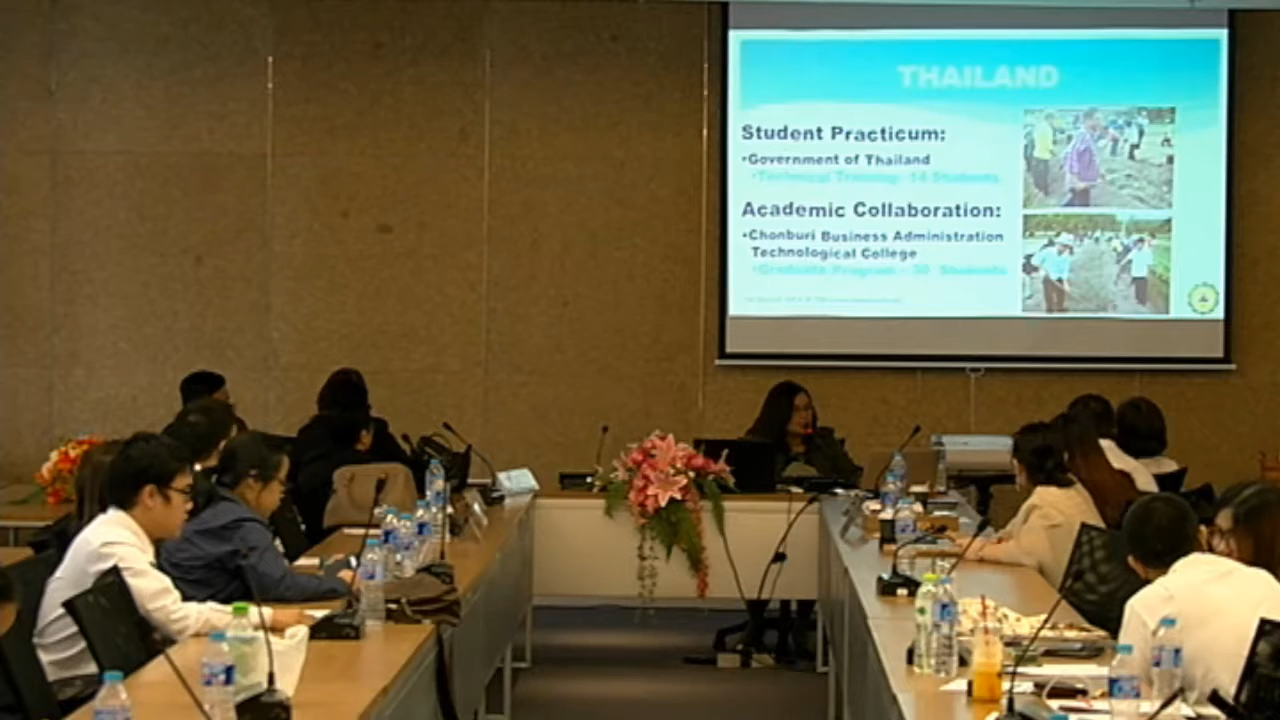 THAILAND
Student Practicum:
•Government of Thailand
•Technical Training- 14 Students
Academic Collaboration:
•Chonburi Business Administration
Technological College
•Graduate Program – 30 Students